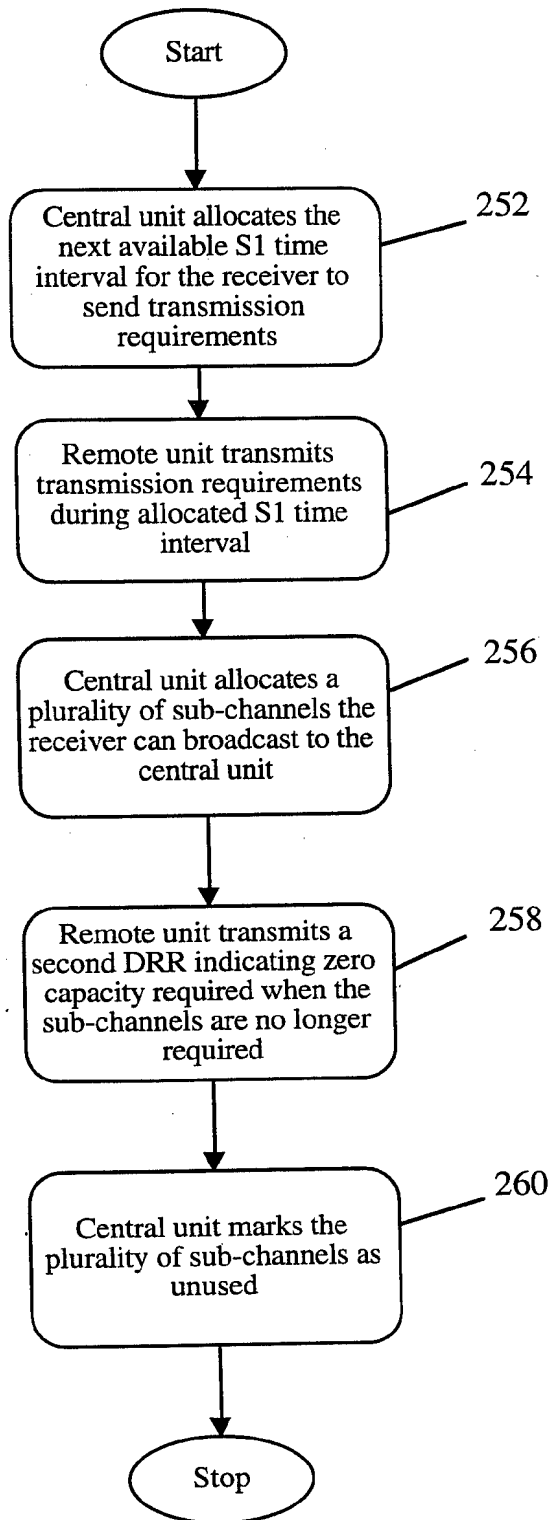 Start
252
Central unit allocates the
next available S1 time
interval for the receiver to
send transmission
requirements
254
Remote unit transmits
transmission requirements
during allocated S1 time
interval
256
Central unit allocates a
plurality of sub-channels the
receiver can broadcast to the
central unit
258
Remote unit transmits a
second DRR indicating zero
capacity required when the
sub-channels are no longer
required
260
Central unit marks the
plurality of sub-channels as
unused
Stop